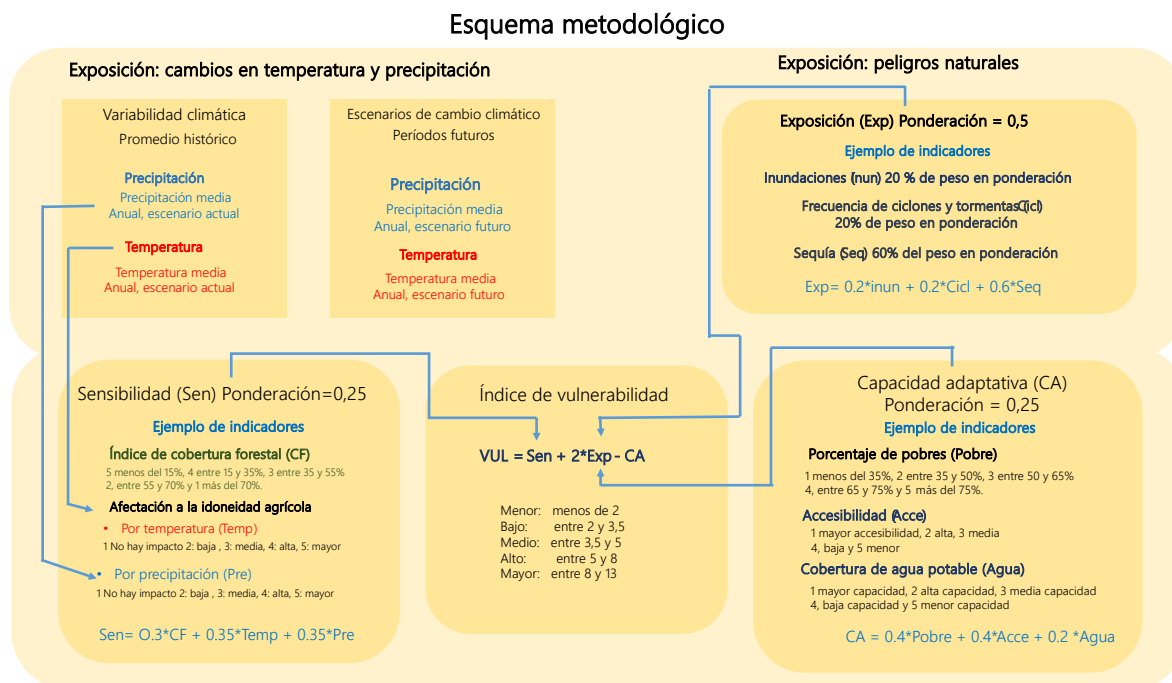 Esquema metodológico
Exposición: cambios en temperatura y precipitación
Variabilidad climática
Promedio histórico
Precipitación
Precipitación media
Anual, escenario actual
Temperatura
Temperatura media
Anual, escenario actual
Escenarios de cambio climático
Períodos futuros
Precipitación
Precipitación media
Anual, escenario futuro
Temperatura
Temperatura media
Anual, escenario futuro
Exposición: peligros naturales
Exposición (Exp) Ponderación = 0,5
Ejemplo de indicadores
Inundaciones (nun) 20 % de peso en ponderación
Frecuencia de ciclones y tormentas(Cicl)
20% de peso en ponderación
Sequía (Seq) 60% del peso en ponderación
Exp= 0.2*inun + 0.2*Cicl + 0.6*Seq
Sensibilidad (Sen) Ponderación=0,25
Ejemplo de indicadores
Índice de cobertura forestal (CF)
5 menos del 15%, 4 entre 15 y 35%, 3 entre 35 y 55%
2, entre 55 y 70% y 1 más del 70%.
Afectación a la idoneidad agrícola
• Por temperatura (Temp)
1 No hay impacto 2: baja , 3: media, 4: alta, 5: mayor
• Por precipitación (Pre)
1 No hay impacto 2: baja , 3: media, 4: alta, 5: mayor
Sen= O.3*CF + 0.35*Temp + 0.35*Pre
Índice de vulnerabilidad
VUL = Sen + 2*Exp - CA
Menor: menos de 2
Bajo: entre 2 y 3,5
Medio: entre 3,5 y 5
Alto: entre 5 y 8
Mayor: entre 8 y 13
Capacidad adaptativa (CA)
Ponderación = 0,25
Ejemplo de indicadores
Porcentaje de pobres (Pobre)
1 menos del 35%, 2 entre 35 y 50%, 3 entre 50 y 65%
4, entre 65 y 75% y 5 más del 75%.
Accesibilidad (Acce)
1 mayor accesibilidad, 2 alta, 3 media
4, baja y 5 menor
Cobertura de agua potable (Agua)
1 mayor capacidad, 2 alta capacidad, 3 media capacidad
4, baja capacidad y 5 menor capacidad
CA = 0.4*Pobre + 0.4*Acce + 0.2 *Agua